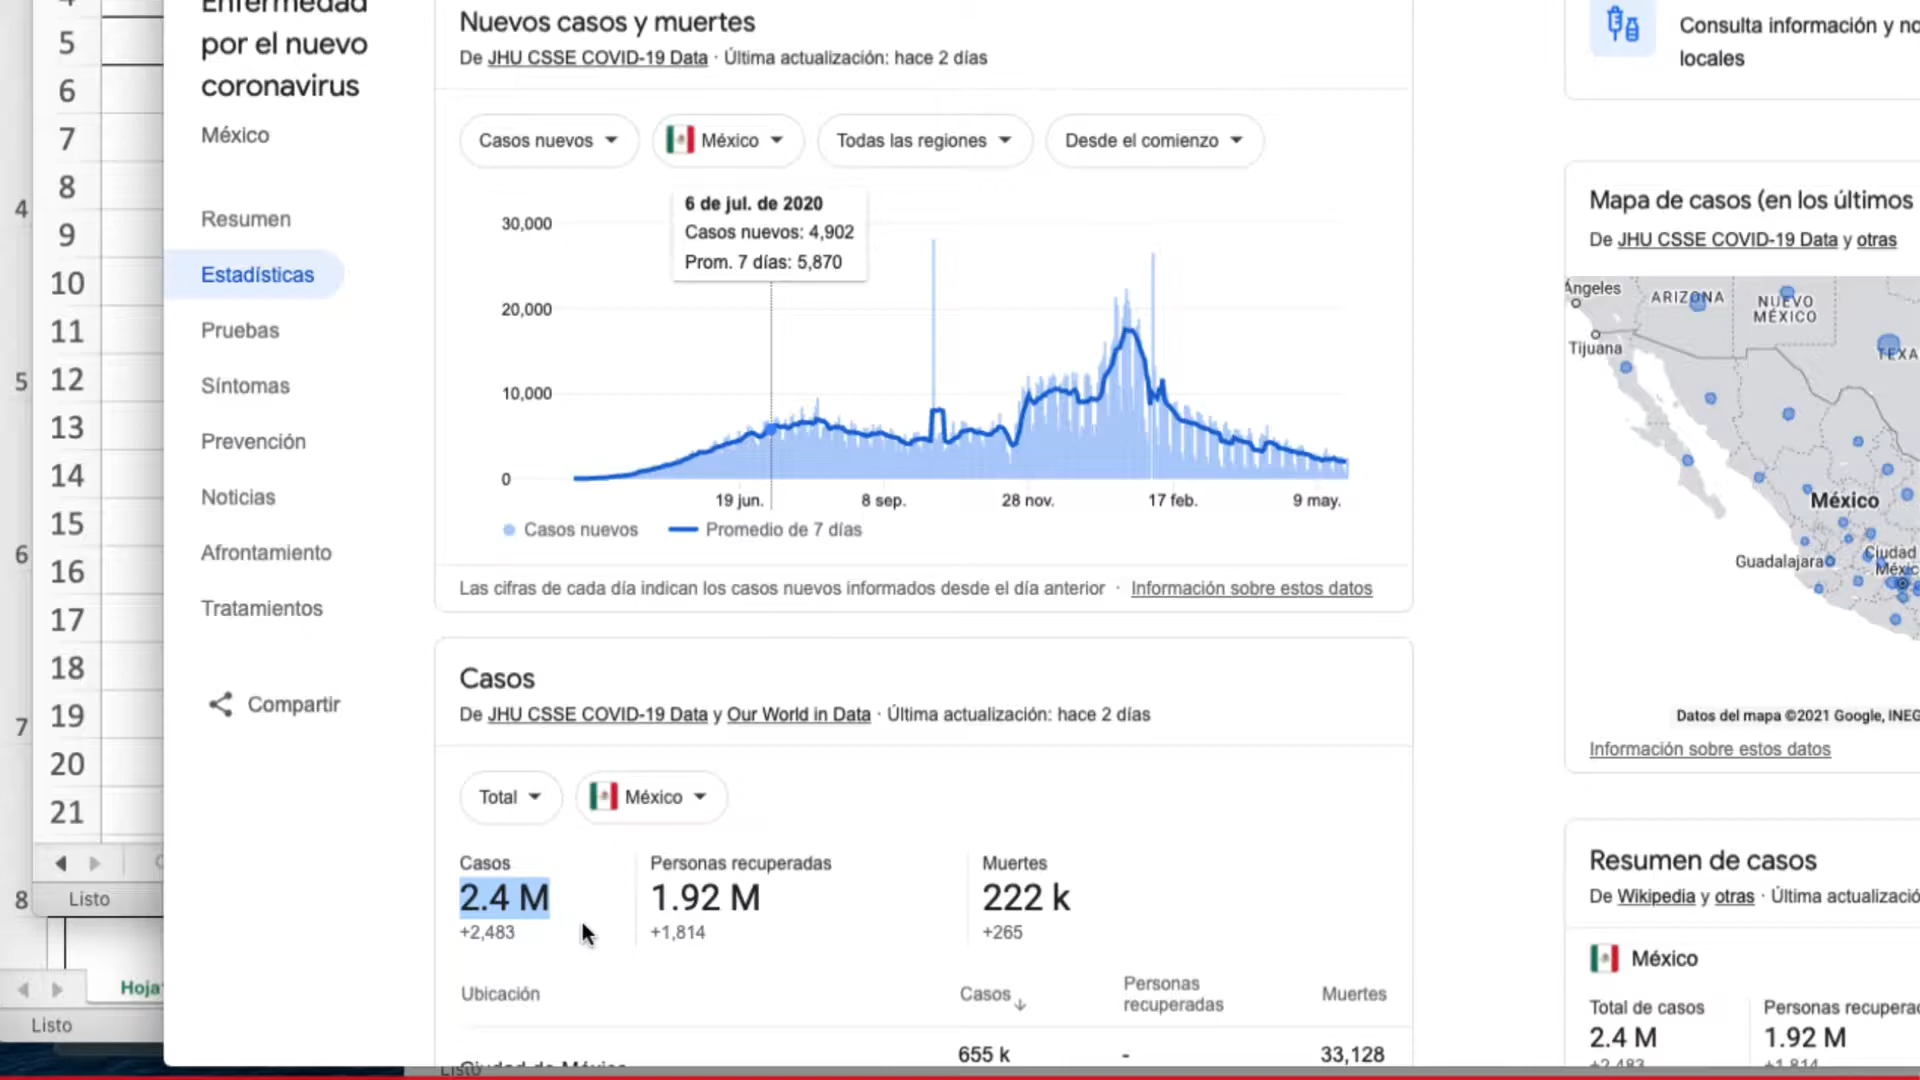 4
5
6
7
8
9
10
11
12
13
14
15
16
17
18
19
20
21
4
5
6
7
8
Listo
Hoja
Listo
Enfermedad
por el nuevo
coronavirus
México
Resumen
Estadísticas
Pruebas
Síntomas
Prevención
Noticias
Afrontamiento
Tratamientos
Compartir
Nuevos casos y muertes
De JHU CSSE COVID-19 Data · Última actualización: hace 2 días
Casos nuevos
México
Todas las regiones
Desde el comienzo
6 de jul. de 2020
Casos nuevos: 4,902
Prom. 7 días: 5,870
30,000
20,000
10,000
0
19 jun.
8 sep.
28 nov.
17 feb.
9 may.
Casos nuevos
Promedio de 7 días
Las cifras de cada día indican los casos nuevos informados desde el día anterior · Información sobre estos datos
Casos
De JHU CSSE COVID-19 Data y Our World in Data · Última actualización: hace 2 días
Total
México
Casos
2.4 M
+2,483
Personas recuperadas
1.92 M
+1,814
Muertes
222 k
+265
Ubicación
Casos
Personas
recuperadas
Muertes
Ciudad de México
655 k
-
33,128
Listo
Consulta información y no
locales
Mapa de casos (en los últimos
De JHU CSSE COVID-19 Data y otras
Ángeles
ARIZONA
NUEVO
MÉXICO
TEXA
Tijuana
México
Guadalajara
Ciudad
Méxic
Datos del mapa ©2021 Google, INEG
Información sobre estos datos
Resumen de casos
De Wikipedia y otras · Última actualizació
México
Total de casos
2.4 M
+2,483
Personas recupera
1.92 M
+1,814